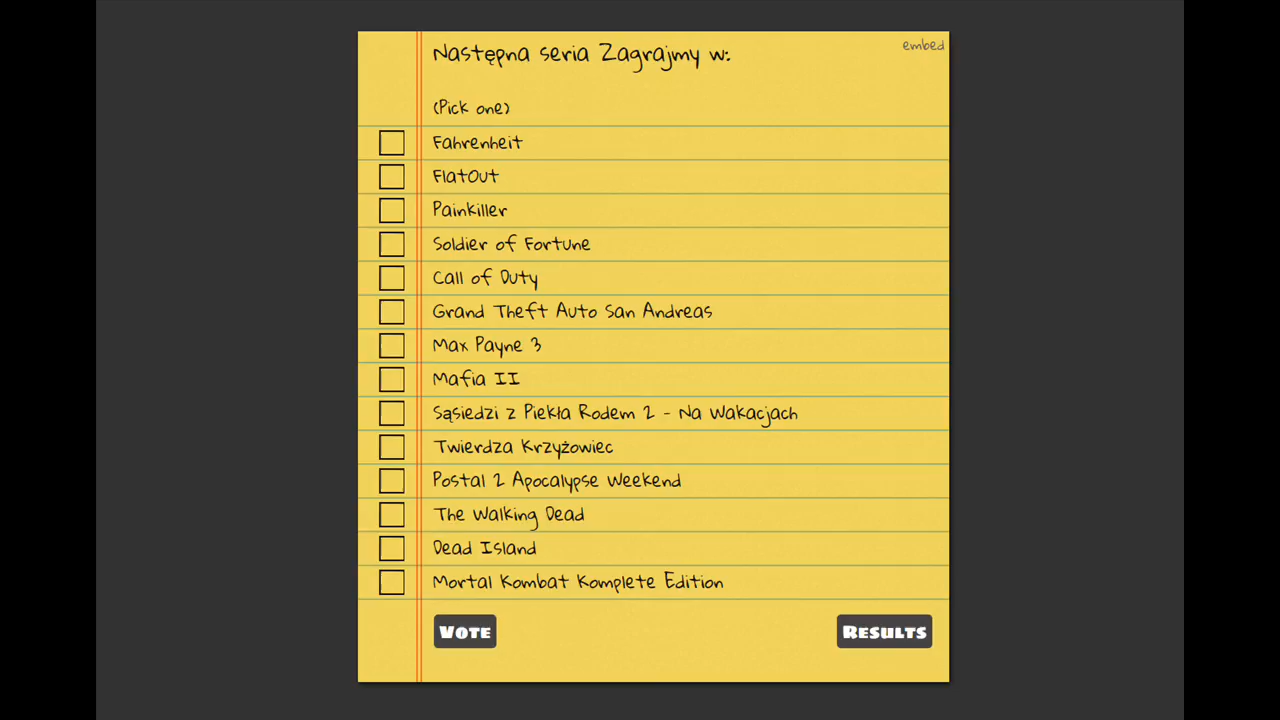 Następna seria Zagrajmy w:
embed
(Pick one)
Fahrenheit
FlatOut
Painkiller
Soldier of Fortune
Call of Duty
Grand Theft Auto San Andreas
Max Payne 3
Mafia II
Sąsiedzi z Piekła Rodem 2 - Na Wakacjach
Twierdza Krzyżowiec
Postal 2 Apocalypse Weekend
The Walking Dead
Dead Island
Mortal Kombat Komplete Edition
Vote
Results